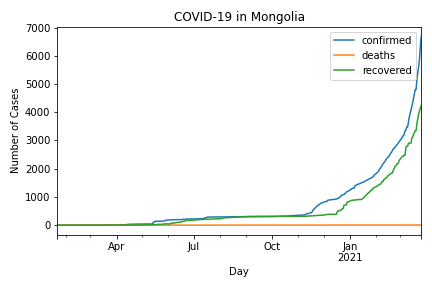 COVID-19 in Mongolia
7000
6000
5000
4000
3000
2000
1000
0
Number of Cases
confirmed
deaths
recovered
Apr
Jul
Oct
Jan
2021
Day